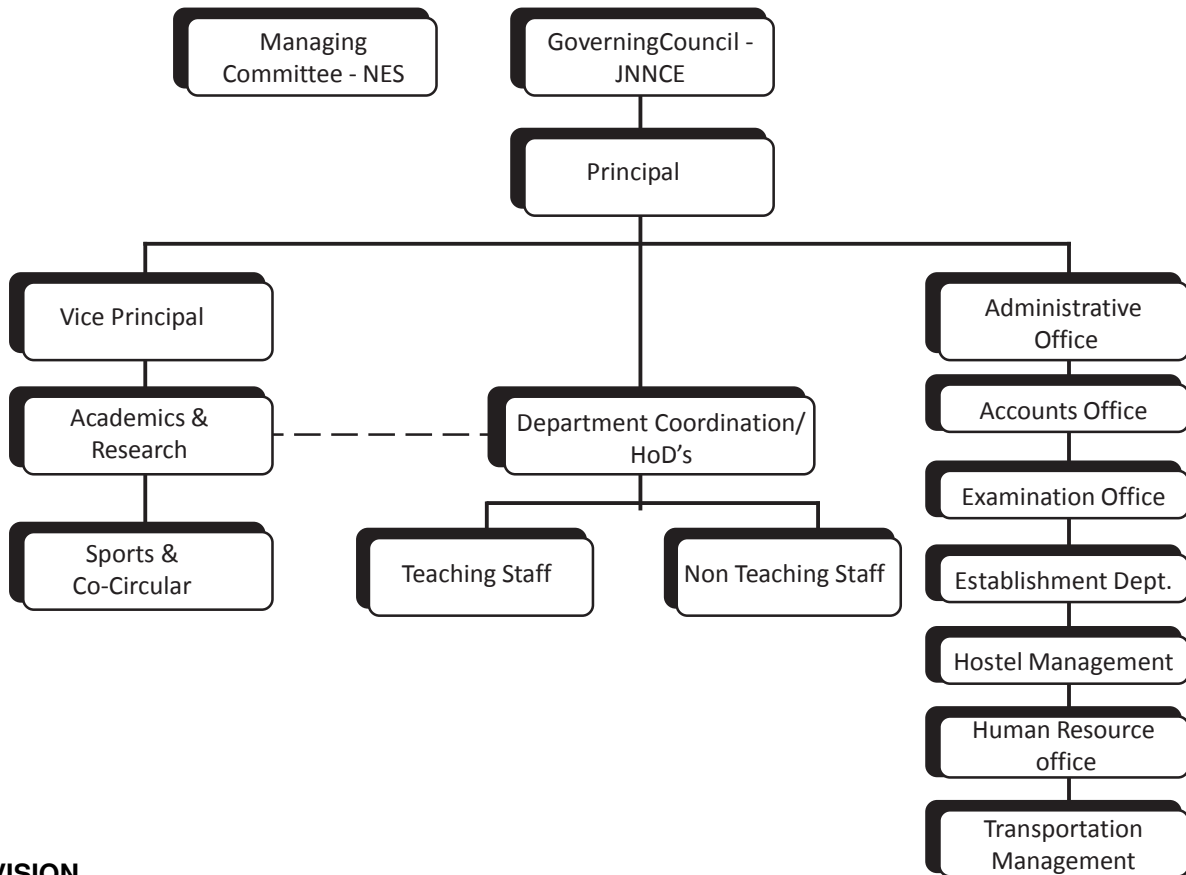 Managing
Committee - NES
GoverningCouncil -
JNNCE
Principal
Vice Principal
Administrative
Office
Academics &
Research
Department Coordination/
HoD's
Accounts Office
Examination Office
Sports &
Co-Circular
Teaching Staff
Non Teaching Staff
Establishment Dept.
Hostel Management
Human Resource
office
Transportation
Management
VISION